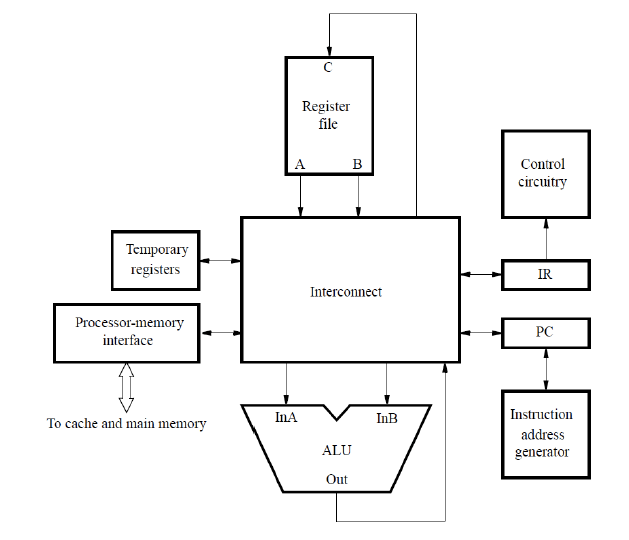 C
Register
file
A
B
Control
circuitry
Temporary
registers
Interconnect
IR
Processor-memory
interface
PC
To cache and main memory
InA
InB
ALU
Out
Instruction
address
generator